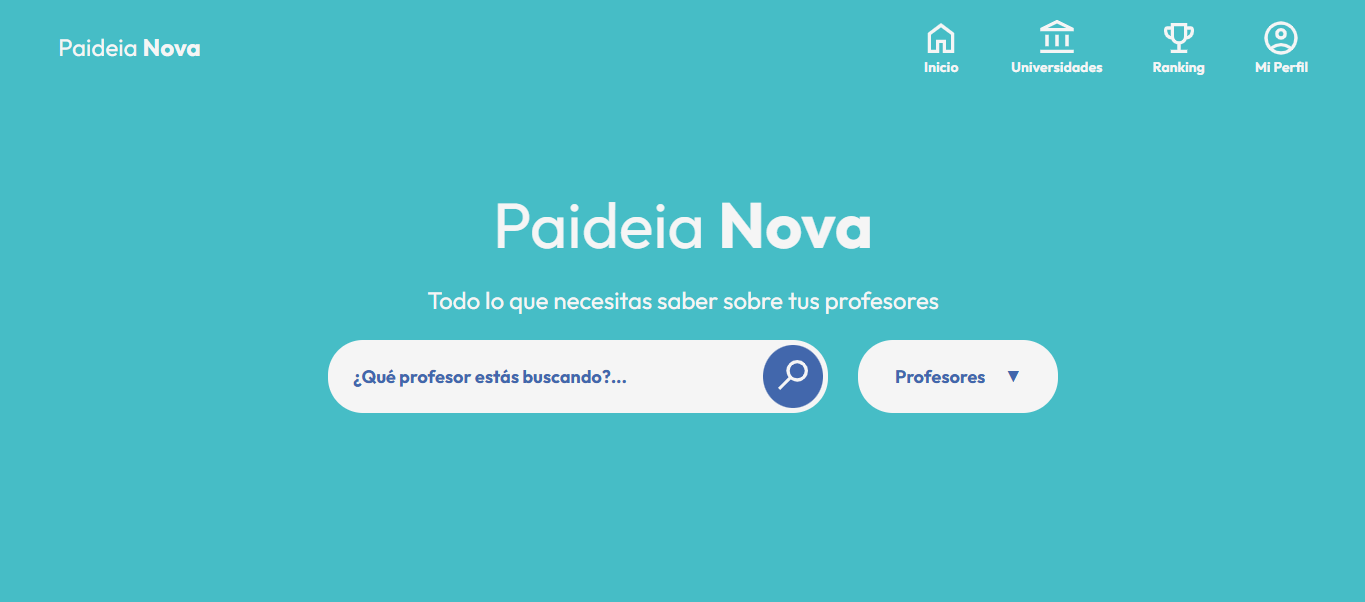 Paideia Nova
Inicio
Universidades
Ranking
Mi Perfil
Paideia Nova
Todo lo que necesitas saber sobre tus profesores
¿Qué profesor estás buscando?...
Profesores ▼